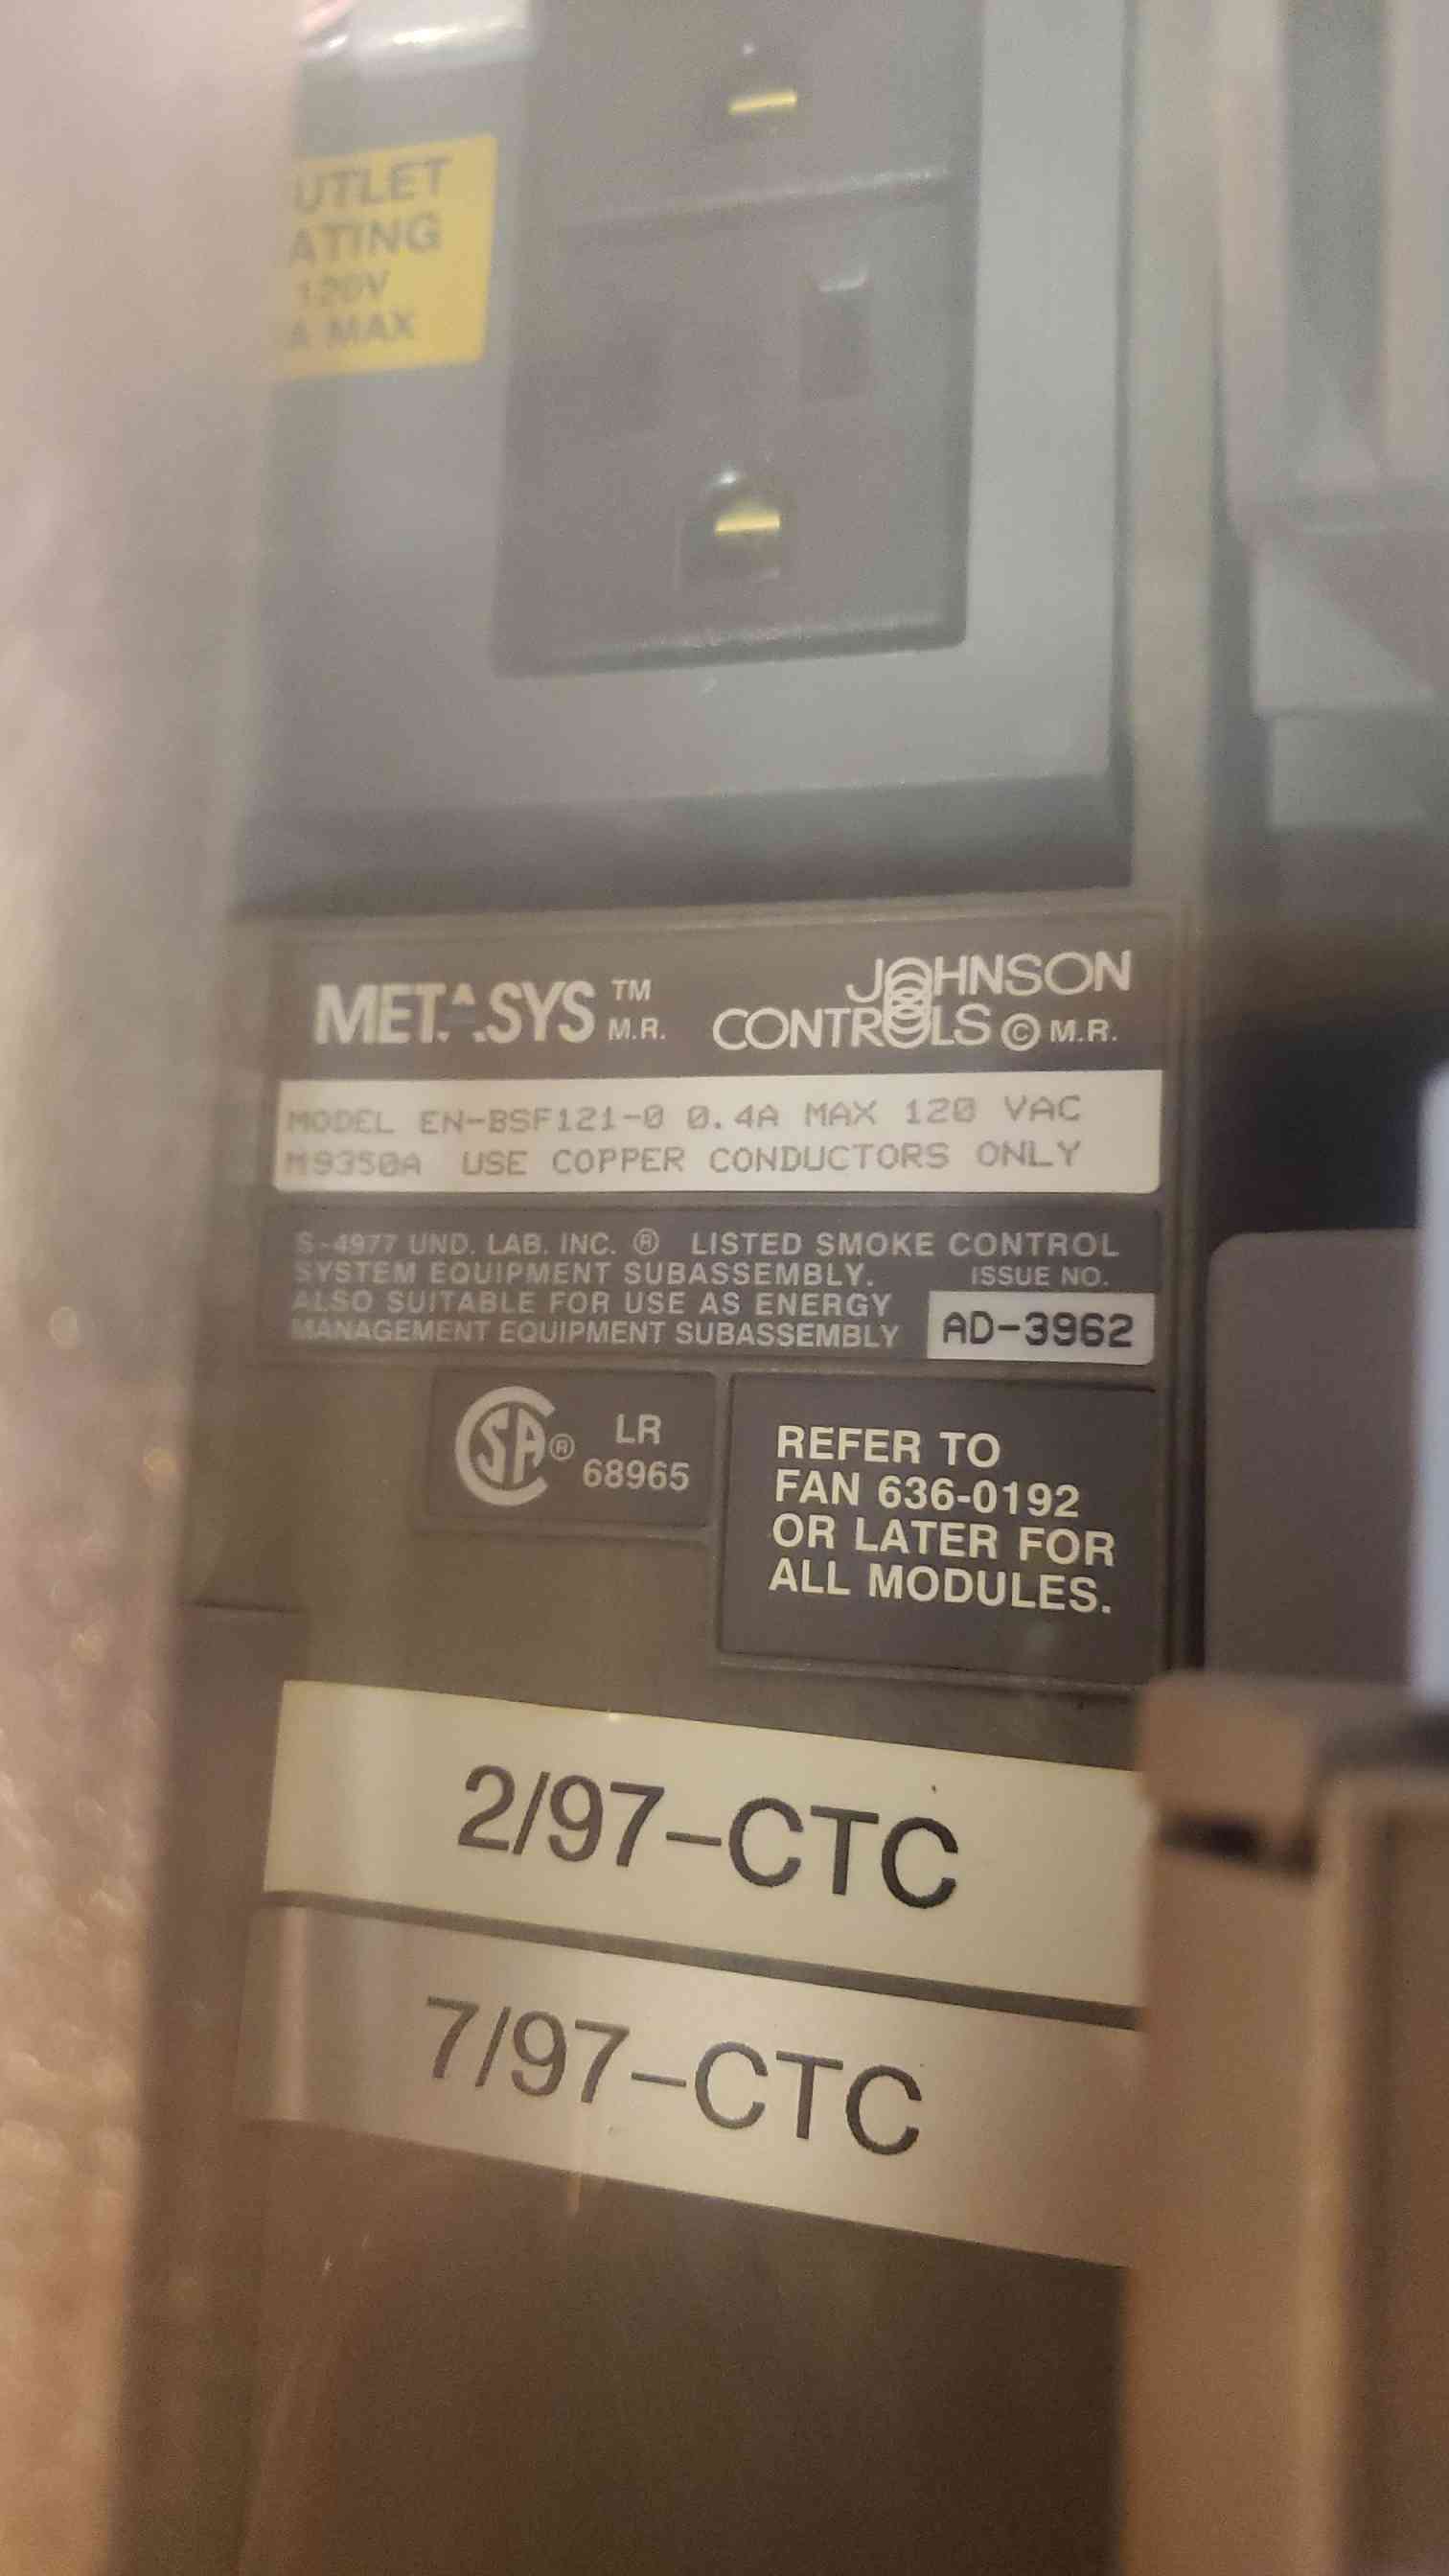 UTLET
ATING
120V
A MAX
METASYS TM M.R.
JOHNSON CONTROLS © M.R.
MODEL EN-BSF121-0 0.4A MAX 120 VAC
M9350A USE COPPER CONDUCTORS ONLY
S-4977 UND. LAB. INC. ® LISTED SMOKE CONTROL
SYSTEM EQUIPMENT SUBASSEMBLY. ISSUE NO.
ALSO SUITABLE FOR USE AS ENERGY
MANAGEMENT EQUIPMENT SUBASSEMBLY AD-3962
SA ® LR
68965
REFER TO
FAN 636-0192
OR LATER FOR
ALL MODULES.
2/97-CTC
7/97-CTC